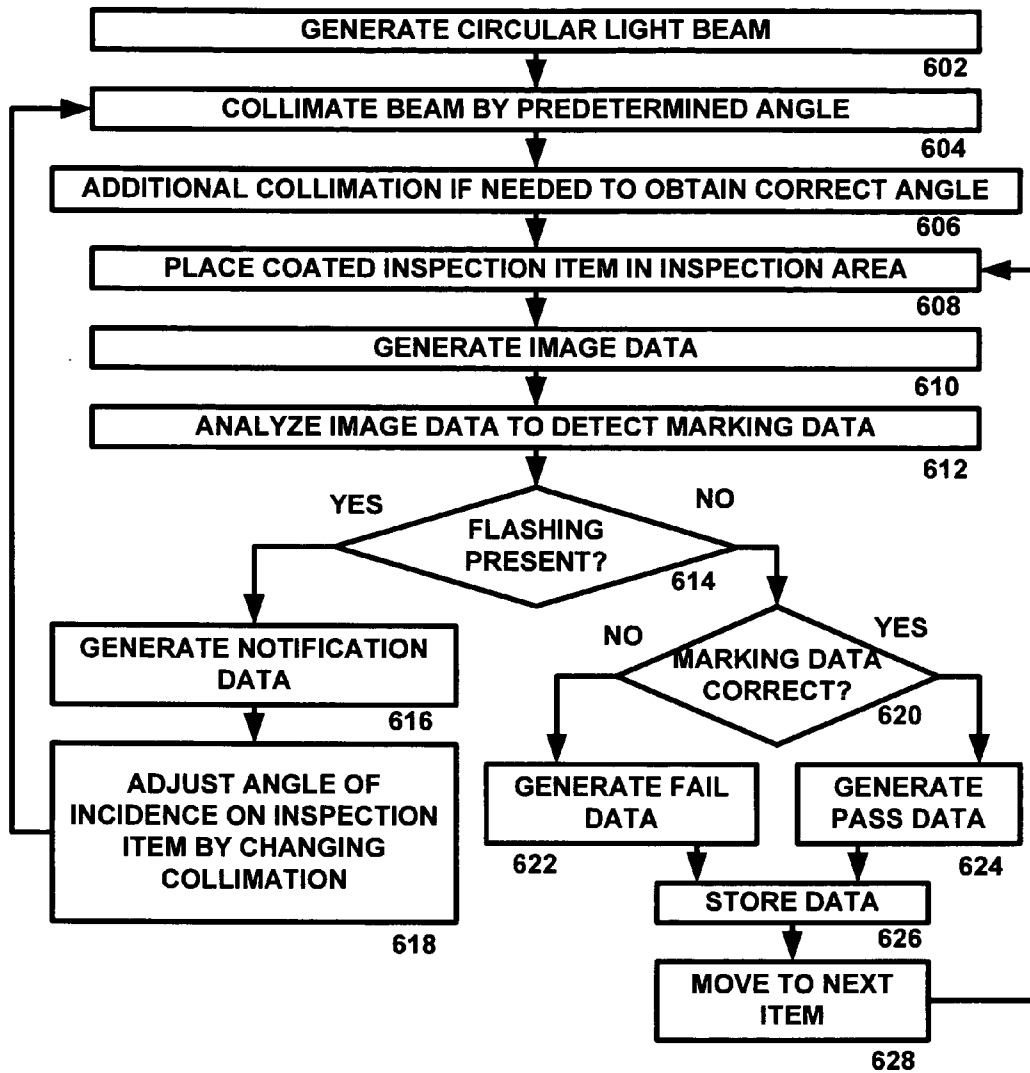 GENERATE CIRCULAR LIGHT BEAM
602
COLLIMATE BEAM BY PREDETERMINED ANGLE
604
ADDITIONAL COLLIMATION IF NEEDED TO OBTAIN CORRECT ANGLE
606
PLACE COATED INSPECTION ITEM IN INSPECTION AREA
608
GENERATE IMAGE DATA
610
ANALYZE IMAGE DATA TO DETECT MARKING DATA
612
YES
NO
FLASHING
PRESENT?
614
GENERATE NOTIFICATION
DATA
616
NO
YES
MARKING DATA
CORRECT?
620
ADJUST ANGLE OF
INCIDENCE ON INSPECTION
ITEM BY CHANGING
COLLIMATION
618
GENERATE FAIL
DATA
622
GENERATE
PASS DATA
624
STORE DATA
626
MOVE TO NEXT
ITEM
628